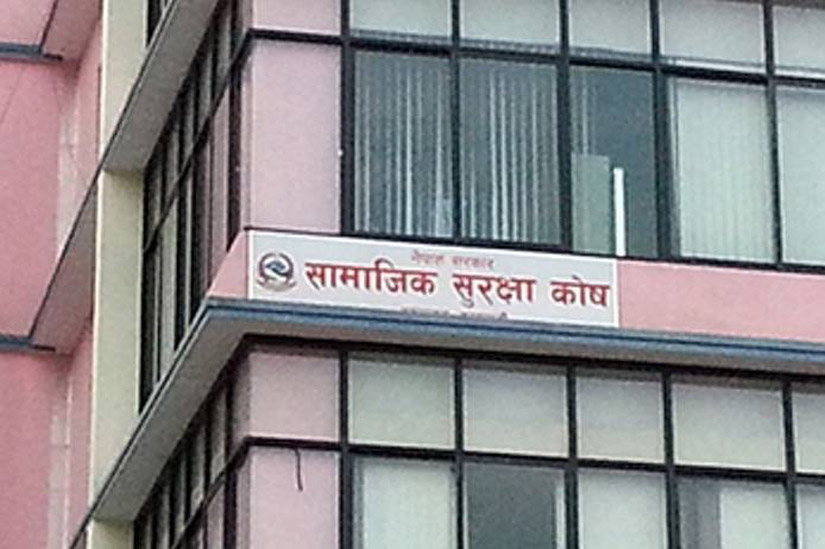 नेपाल सरकार
सामाजिक सुरक्षा कोष